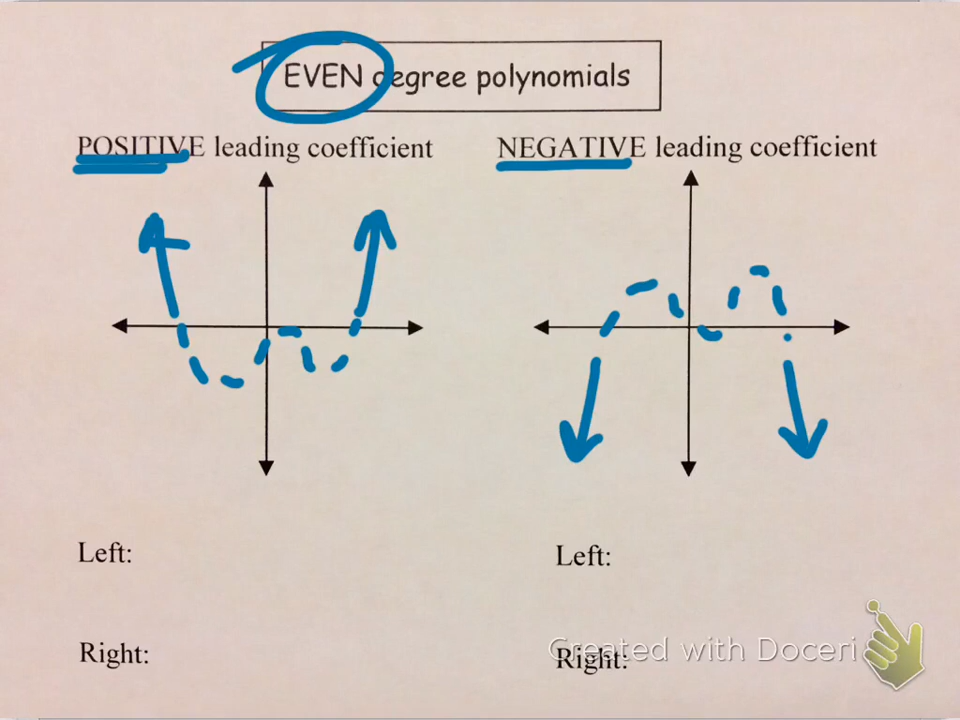 EVEN degree polynomials
POSITIVE leading coefficient
NEGATIVE leading coefficient
Left:
Left:
Right:
Right:
Created with Doceri